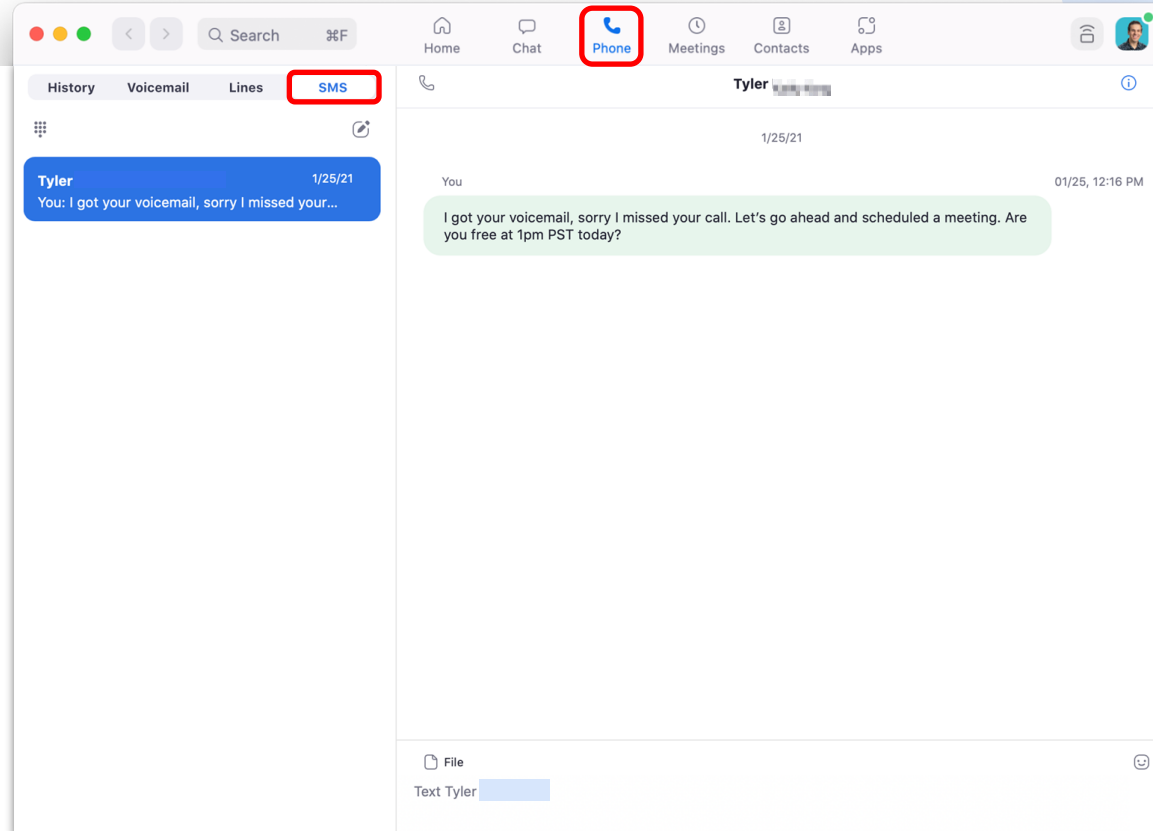 Search ⌘F
Home
Chat
Phone
Meetings
Contacts
Apps
History
Voicemail
Lines
SMS
Tyler 1/25/21
You: I got your voicemail, sorry I missed your...
Tyler
1/25/21
You 01/25, 12:16 PM
I got your voicemail, sorry I missed your call. Let’s go ahead and scheduled a meeting. Are
you free at 1pm PST today?
File
Text Tyler